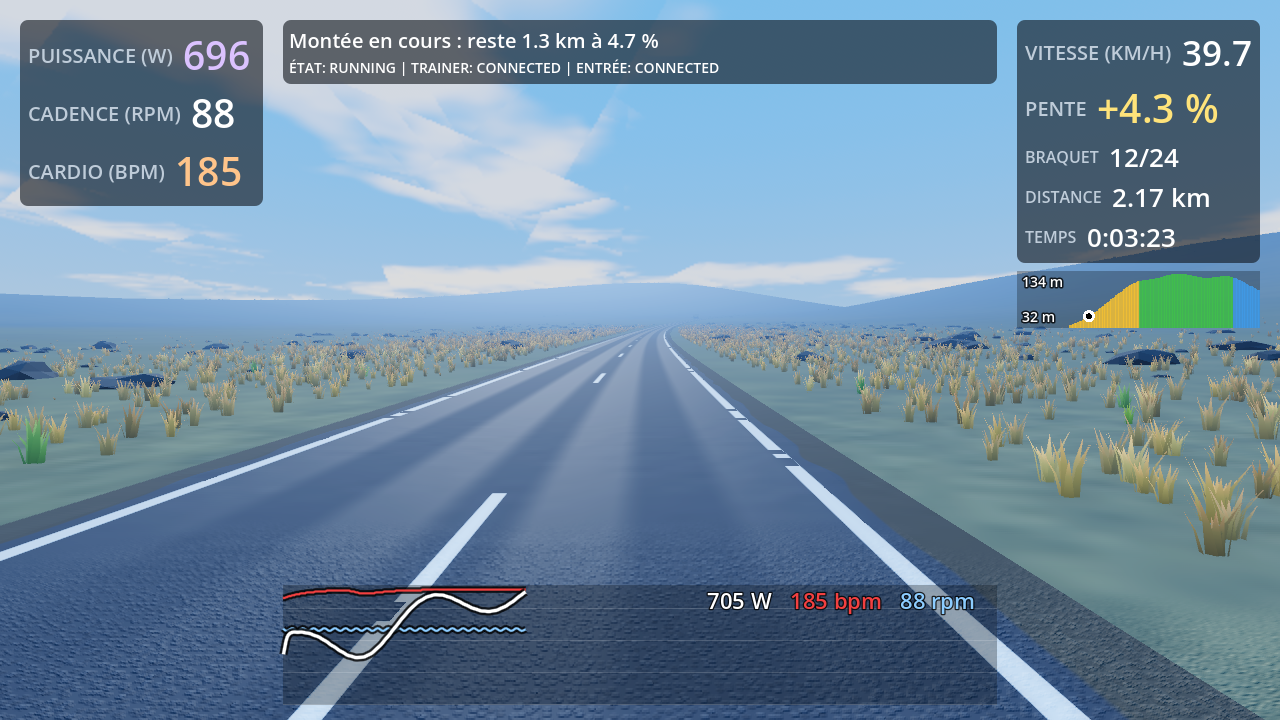 PUISSANCE (W) 696
CADENCE (RPM) 88
CARDIO (BPM) 185
Montée en cours : reste 1.3 km à 4.7 %
ÉTAT: RUNNING | TRAINER: CONNECTED | ENTRÉE: CONNECTED
VITESSE (KM/H) 39.7
PENTE +4.3 %
BRAQUET 12/24
DISTANCE 2.17 km
TEMPS 0:03:23
134 m
32 m
705 W 185 bpm 88 rpm